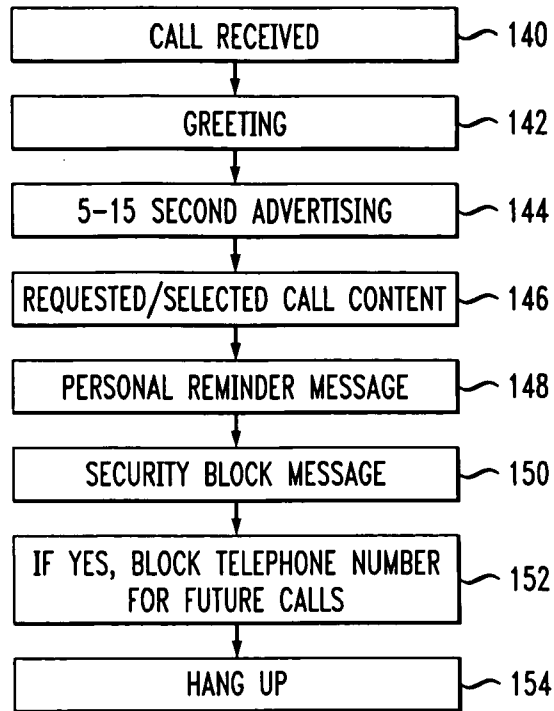 CALL RECEIVED 140
GREETING 142
5-15 SECOND ADVERTISING 144
REQUESTED/SELECTED CALL CONTENT 146
PERSONAL REMINDER MESSAGE 148
SECURITY BLOCK MESSAGE 150
IF YES, BLOCK TELEPHONE NUMBER
FOR FUTURE CALLS 152
HANG UP 154